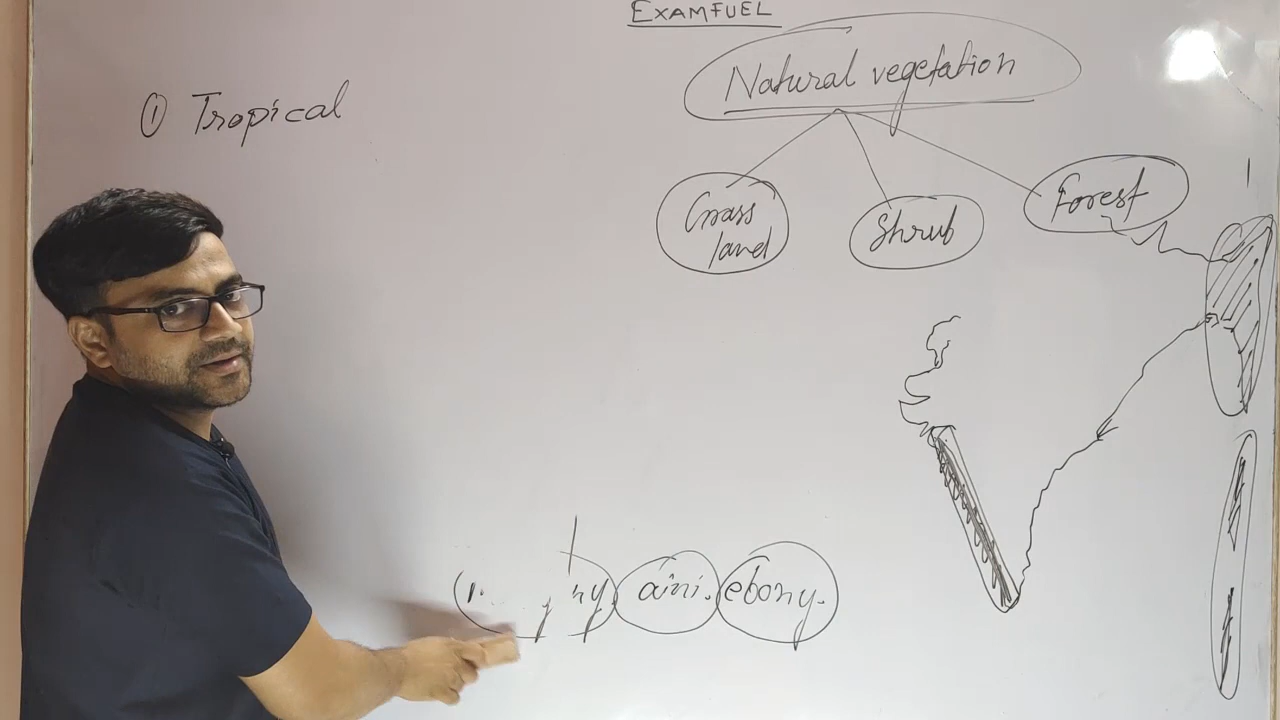 EXAMFUEL
Natural vegetation
① Tropical
Grass
land
Shrub
Forest
aini. ebony.